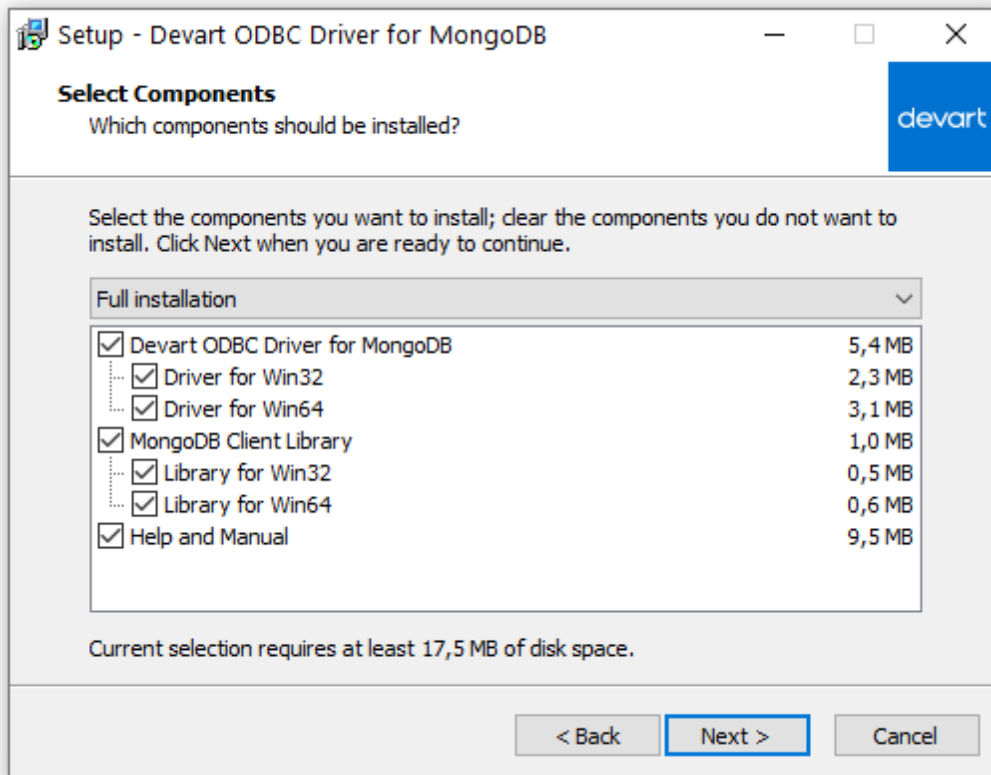 Setup - Devart ODBC Driver for MongoDB
Select Components
Which components should be installed?
devart
Select the components you want to install; clear the components you do not want to
install. Click Next when you are ready to continue.
Full installation
Devart ODBC Driver for MongoDB 5,4 MB
Driver for Win32 2,3 MB
Driver for Win64 3,1 MB
MongoDB Client Library 1,0 MB
Library for Win32 0,5 MB
Library for Win64 0,6 MB
Help and Manual 9,5 MB
Current selection requires at least 17,5 MB of disk space.
< Back Next > Cancel